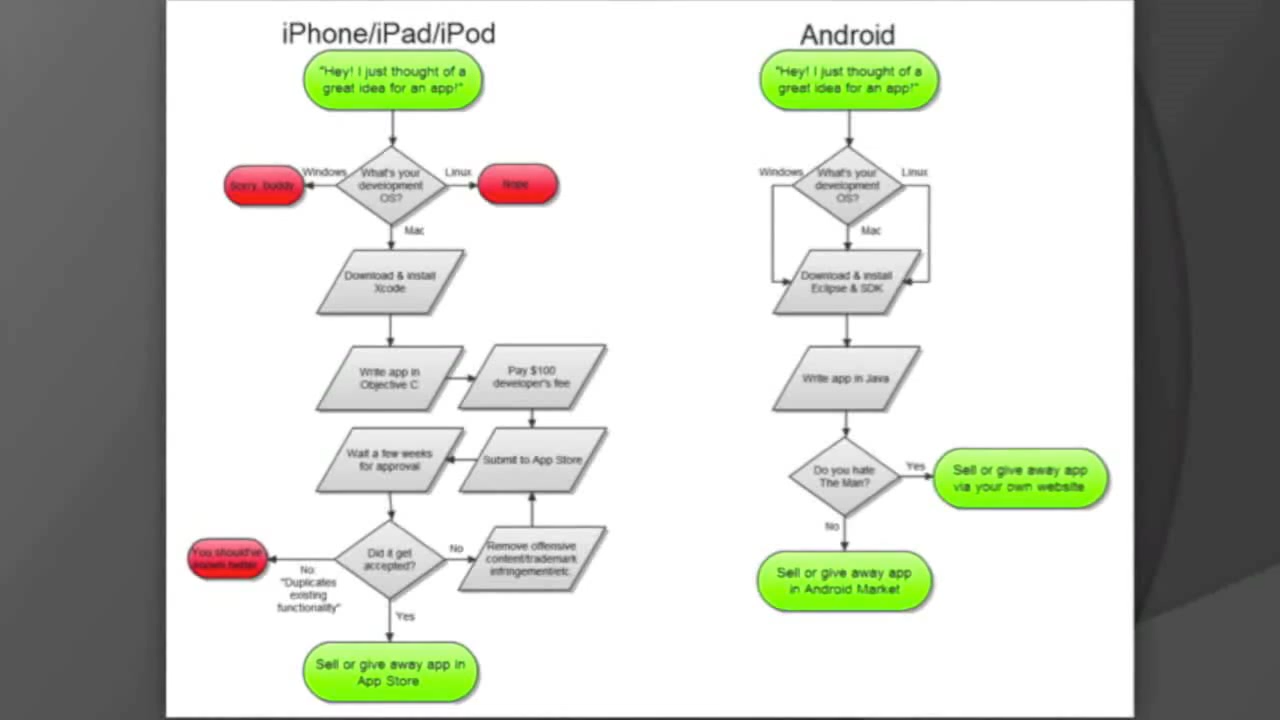 iPhone/iPad/iPod
"Hey! I just thought of a
great idea for an app!"
Windows
What's your
development
OS?
Linux
Sorry, buddy
Nope
Mac
Download & install
Xcode
Write app in
Objective C
Pay $100
developer's fee
Wait a few weeks
for approval
Submit to App Store
Did it get
accepted?
No
Remove offensive
content/trademark
infringement/etc.
You should've
known better
No:
"Duplicates
existing
functionality"
Yes
Sell or give away app in
App Store
Android
"Hey! I just thought of a
great idea for an app!"
Windows
What's your
development
OS?
Linux
Mac
Download & install
Eclipse & SDK
Write app in Java
Do you hate
The Man?
Yes
Sell or give away app
via your own website
No
Sell or give away app
in Android Market